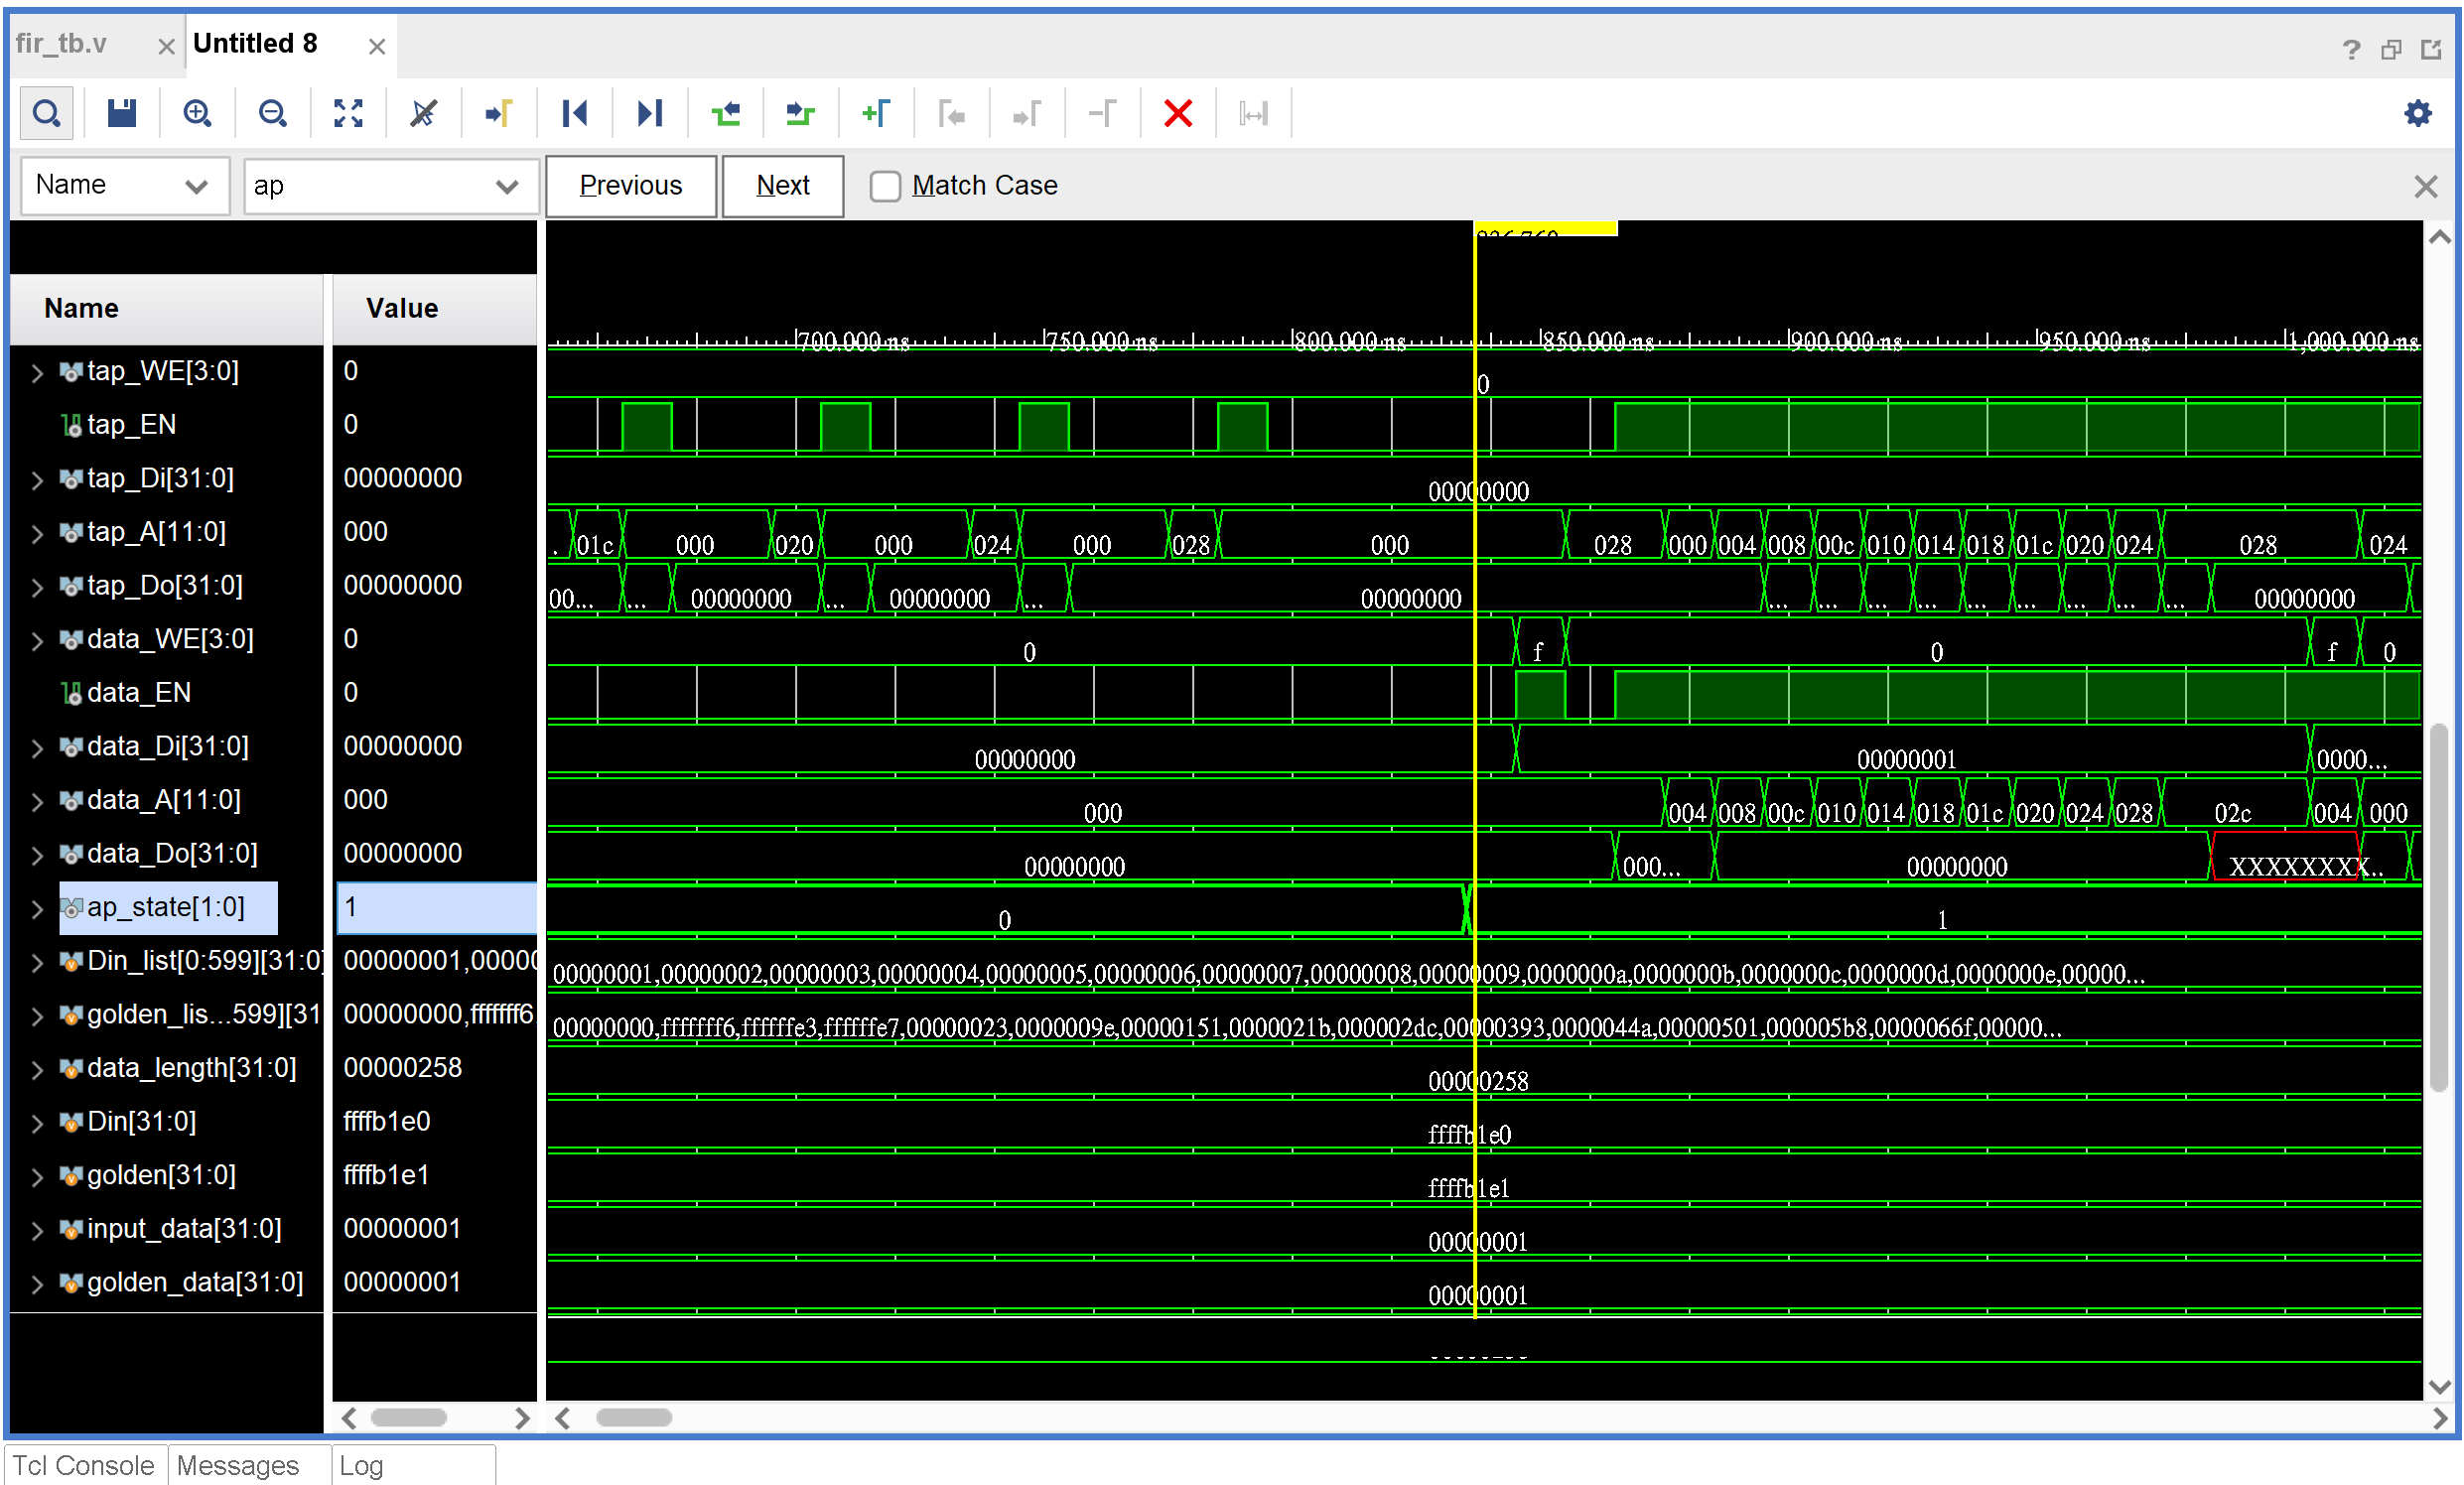 fir_tb.v Untitled 8
Name ap Previous Next Match Case
Name Value
700.000 ns 750.000 ns 800.000 ns 850.000 ns 900.000 ns 950.000 ns 1,000.000 ns
tap_WE[3:0] 0 0
tap_EN 0
tap_Di[31:0] 00000000 00000000
tap_A[11:0] 000 . 01c 000 020 000 024 000 028 000 028 000 004 008 00c 010 014 018 01c 020 024 028 024
tap_Do[31:0] 00000000 00... ... 00000000 ... 00000000 ... 00000000 ... ... ... ... ... ... ... ... ... 00000000
data_WE[3:0] 0 0 f 0 f 0
data_EN 0
data_Di[31:0] 00000000 00000000 00000001 0000...
data_A[11:0] 000 000 004 008 00c 010 014 018 01c 020 024 028 02c 004 000
data_Do[31:0] 00000000 00000000 000... 00000000 XXXXXXXX ..
ap_state[1:0] 1 0 1
Din_list[0:599][31:0] 00000001,00000 00000001,00000002,00000003,00000004,00000005,00000006,00000007,00000008,00000009,0000000a,0000000b,0000000c,0000000d,0000000e,00000...
golden_lis...599][31 00000000,fffffff6, 00000000,fffffff6,ffffffe3,ffffffe7,00000023,0000009e,00000151,0000021b,000002dc,00000393,0000044a,00000501,000005b8,0000066f,00000...
data_length[31:0] 00000258 00000258
Din[31:0] ffffb1e0 ffffb1e0
golden[31:0] ffffb1e1 ffffb1e1
input_data[31:0] 00000001 00000001
golden_data[31:0] 00000001 00000001
Tcl Console Messages Log